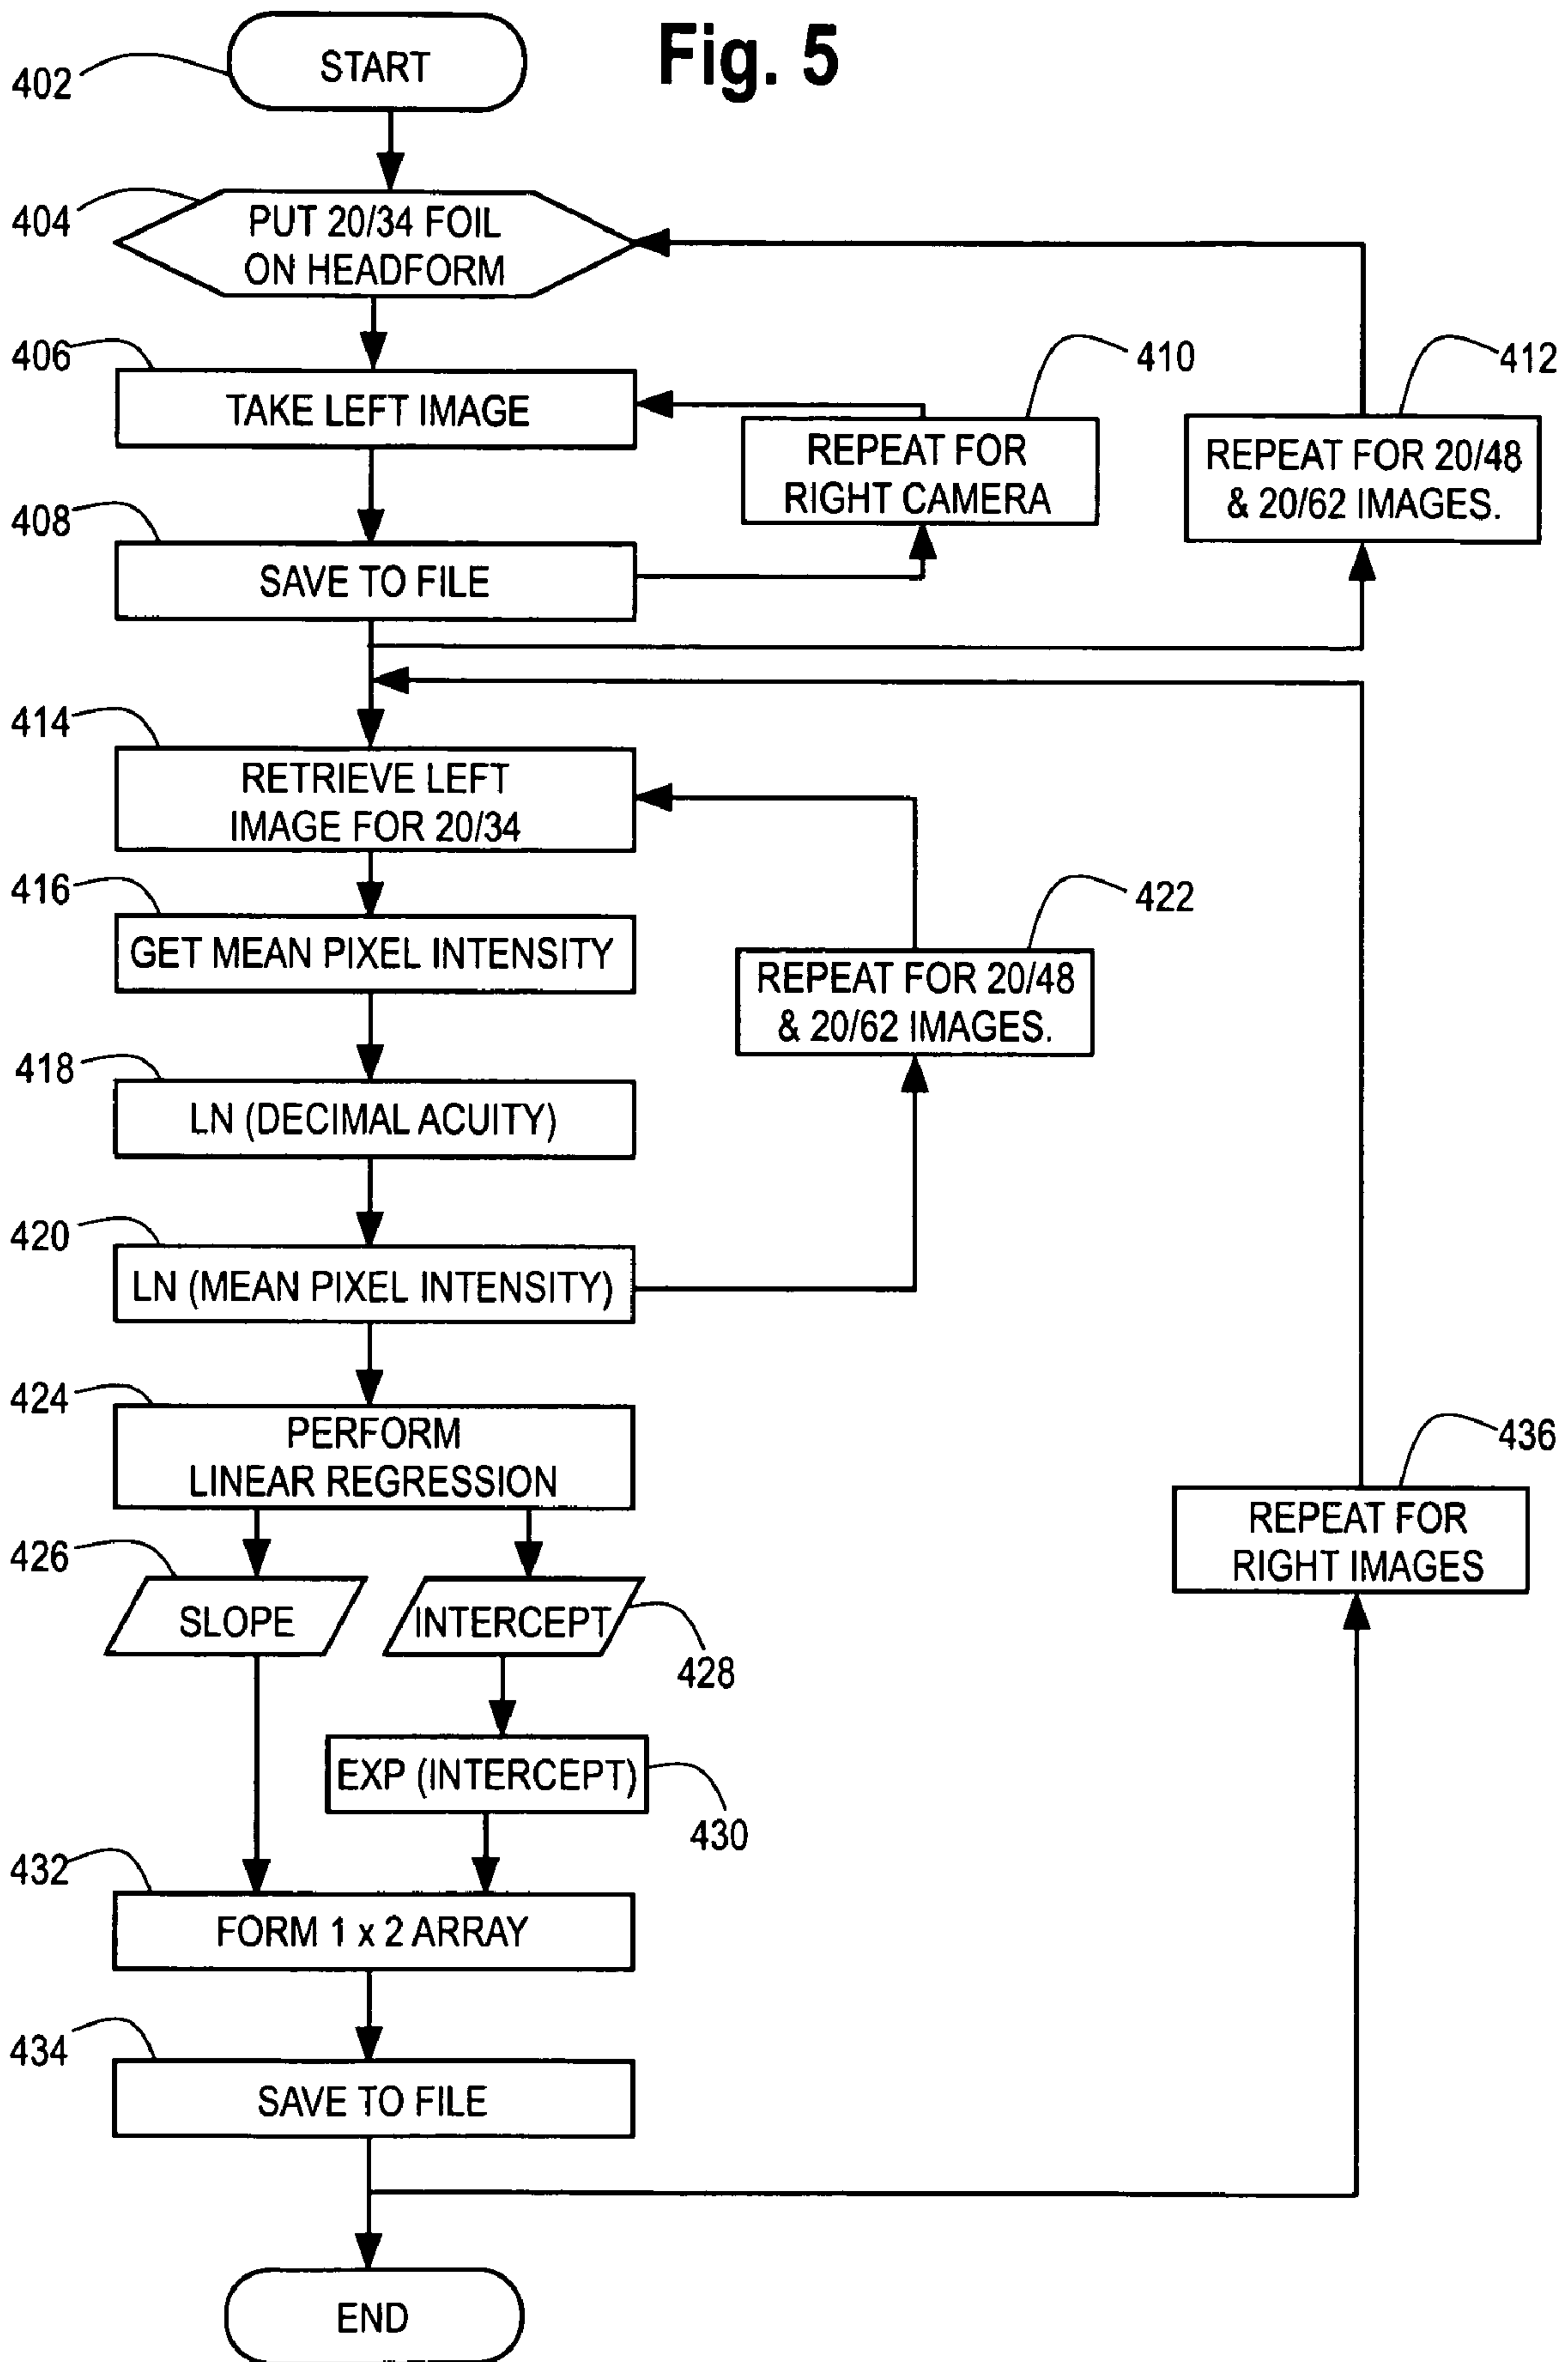 Fig. 5
402
START
404
PUT 20/34 FOIL
ON HEADFORM
406
TAKE LEFT IMAGE
410
REPEAT FOR
RIGHT CAMERA
412
REPEAT FOR 20/48
& 20/62 IMAGES.
408
SAVE TO FILE
414
RETRIEVE LEFT
IMAGE FOR 20/34
416
GET MEAN PIXEL INTENSITY
422
REPEAT FOR 20/48
& 20/62 IMAGES.
418
LN (DECIMAL ACUITY)
420
LN (MEAN PIXEL INTENSITY)
424
PERFORM
LINEAR REGRESSION
436
REPEAT FOR
RIGHT IMAGES
426
SLOPE
INTERCEPT
428
EXP (INTERCEPT)
430
432
FORM 1 x 2 ARRAY
434
SAVE TO FILE
END